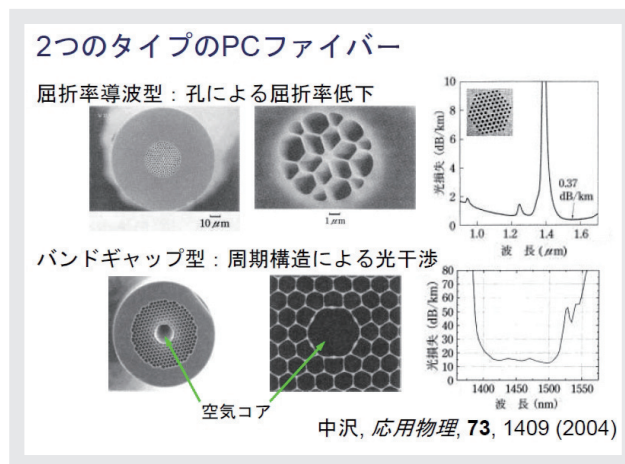 2つのタイプのPCファイバー
屈折率導波型：孔による屈折率低下
10μm
1μm
光損失 (dB/km)
10
8
6
4
2
0
0.37
dB/km
1.0 1.2 1.4 1.6
波 長 (μm)
バンドギャップ型：周期構造による光干渉
空気コア
光損失 (dB/km)
80
70
60
50
40
30
20
10
0
1400 1450 1500 1550
波 長 (nm)
中沢, 応用物理, 73, 1409 (2004)